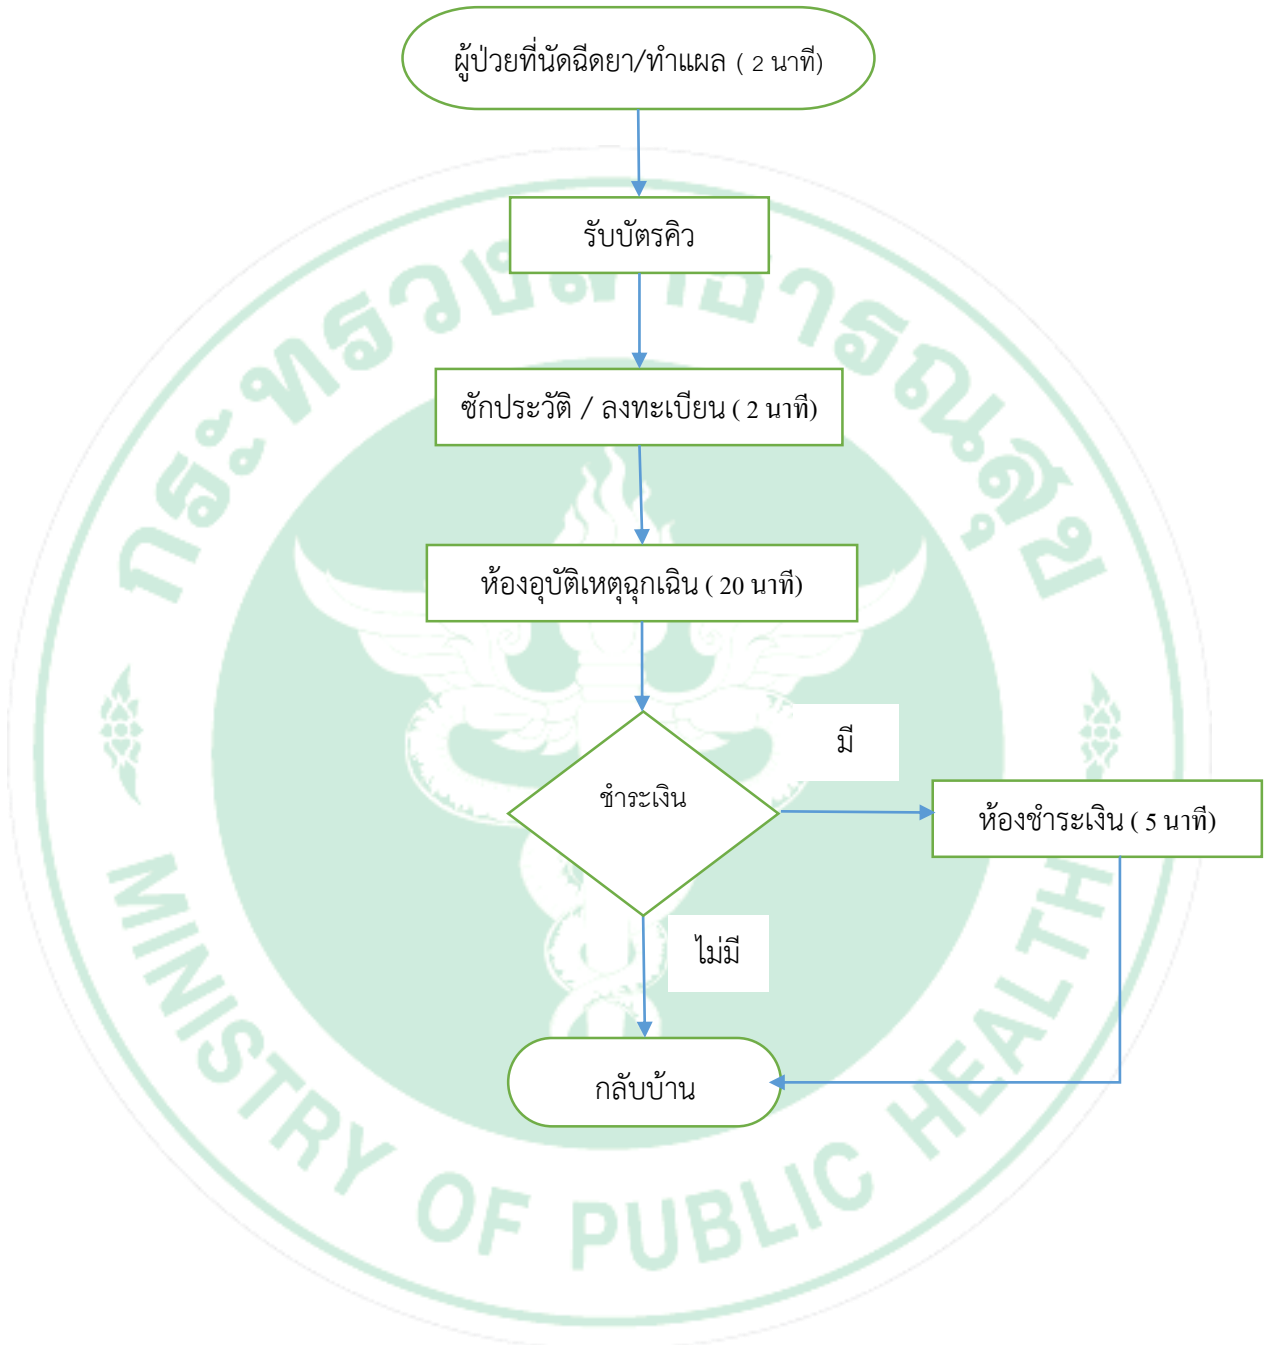 ผู้ป่วยที่นัดฉีดยา/ทำแผล ( 2 นาที)
รับบัตรคิว
กระทรวงสาธารณสุข
ซักประวัติ / ลงทะเบียน ( 2 นาที)
ห้องอุบัติเหตุฉุกเฉิน ( 20 นาที)
มี
ชำระเงิน
ห้องชำระเงิน ( 5 นาที)
ไม่มี
กลับบ้าน
MINISTRY OF PUBLIC HEALTH